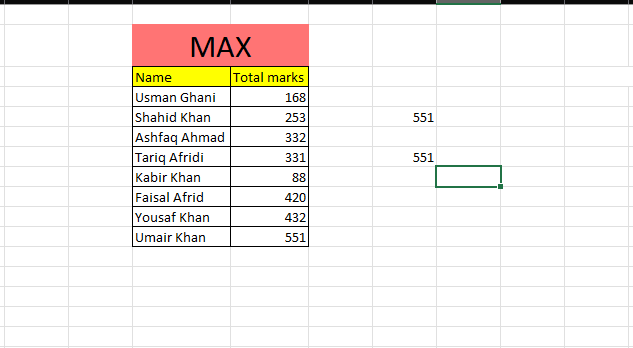 MAX
Name Total marks
Usman Ghani 168
Shahid Khan 253 551
Ashfaq Ahmad 332
Tariq Afridi 331 551
Kabir Khan 88
Faisal Afrid 420
Yousaf Khan 432
Umair Khan 551